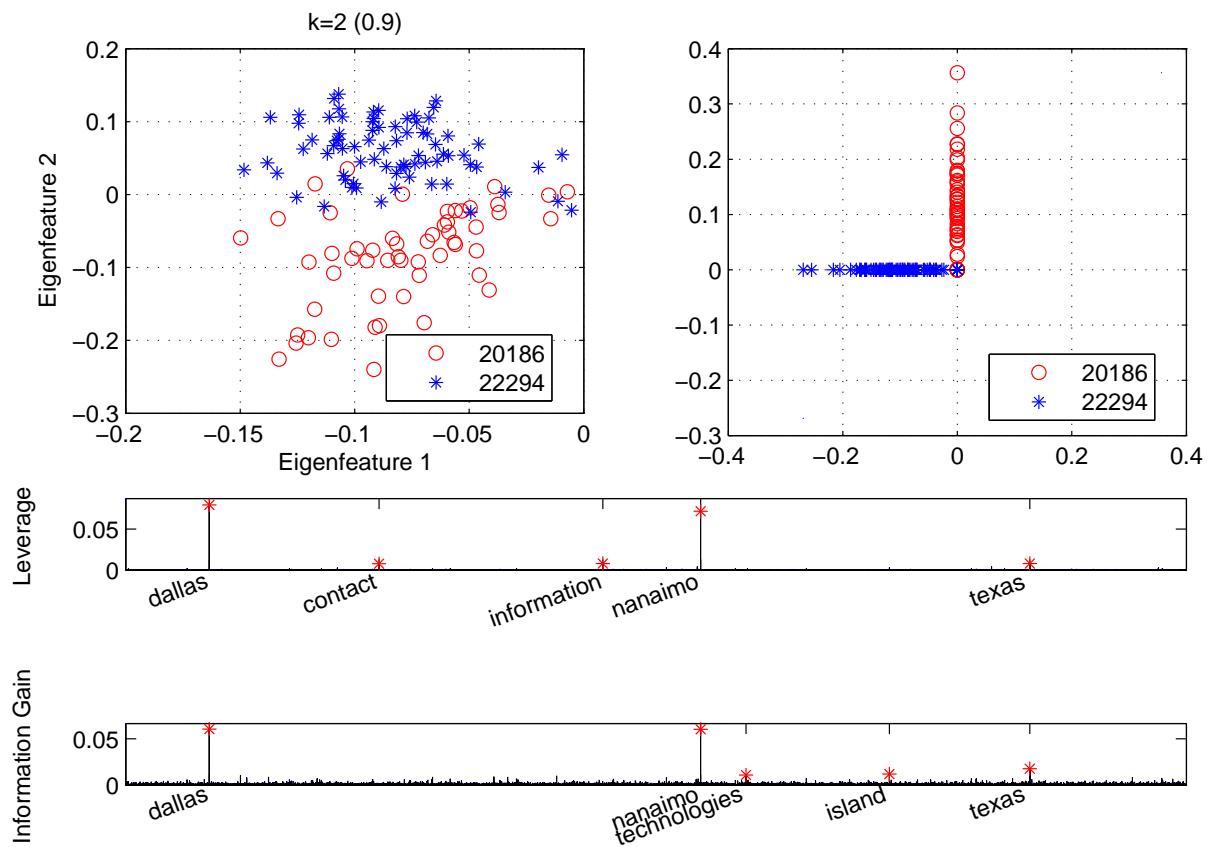 k=2 (0.9)
0.2
0.1
0
−0.1
−0.2
−0.3
Eigenfeature 2
−0.2
−0.15
−0.1
−0.05
0
Eigenfeature 1
20186
22294
0.4
0.3
0.2
0.1
0
−0.1
−0.2
−0.3
−0.4
−0.2
0
0.2
0.4
20186
22294
Leverage
0.05
0
dallas
contact
information
nanaimo
texas
Information Gain
0.05
0
dallas
nanaimo
technologies
island
texas